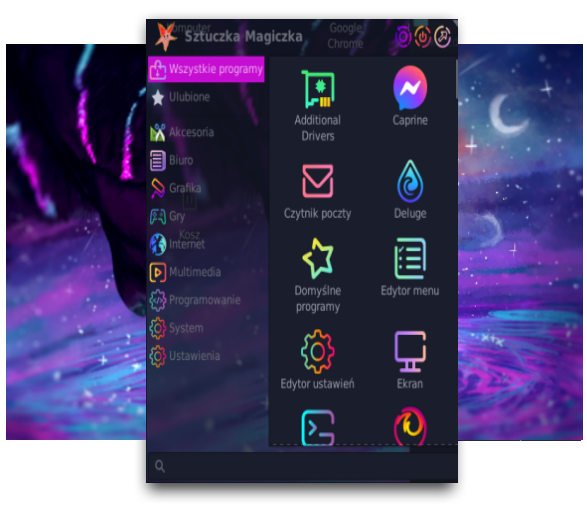 Computer
Google
Chrome
Sztuczka Magiczka
Wszystkie programy
Ulubione
Akcesoria
Biuro
Grafika
Gry
Kosz
Internet
Multimedia
Programowanie
System
Ustawienia
Additional
Drivers
Caprine
Czytnik poczty
Deluge
Domyślne
programy
Edytor menu
Edytor ustawień
Ekran